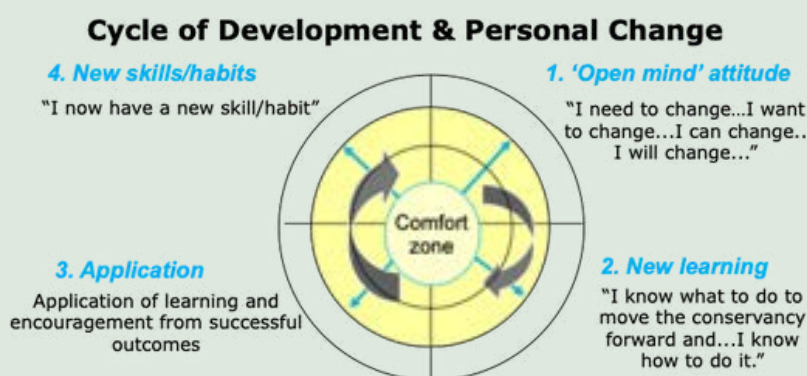 Cycle of Development & Personal Change
4. New skills/habits
"I now have a new skill/habit"
1. ‘Open mind’ attitude
"I need to change...I want
to change...I can change..
I will change..."
Comfort
zone
3. Application
Application of learning and
encouragement from successful
outcomes
2. New learning
"I know what to do to
move the conservancy
forward and...I know
how to do it."